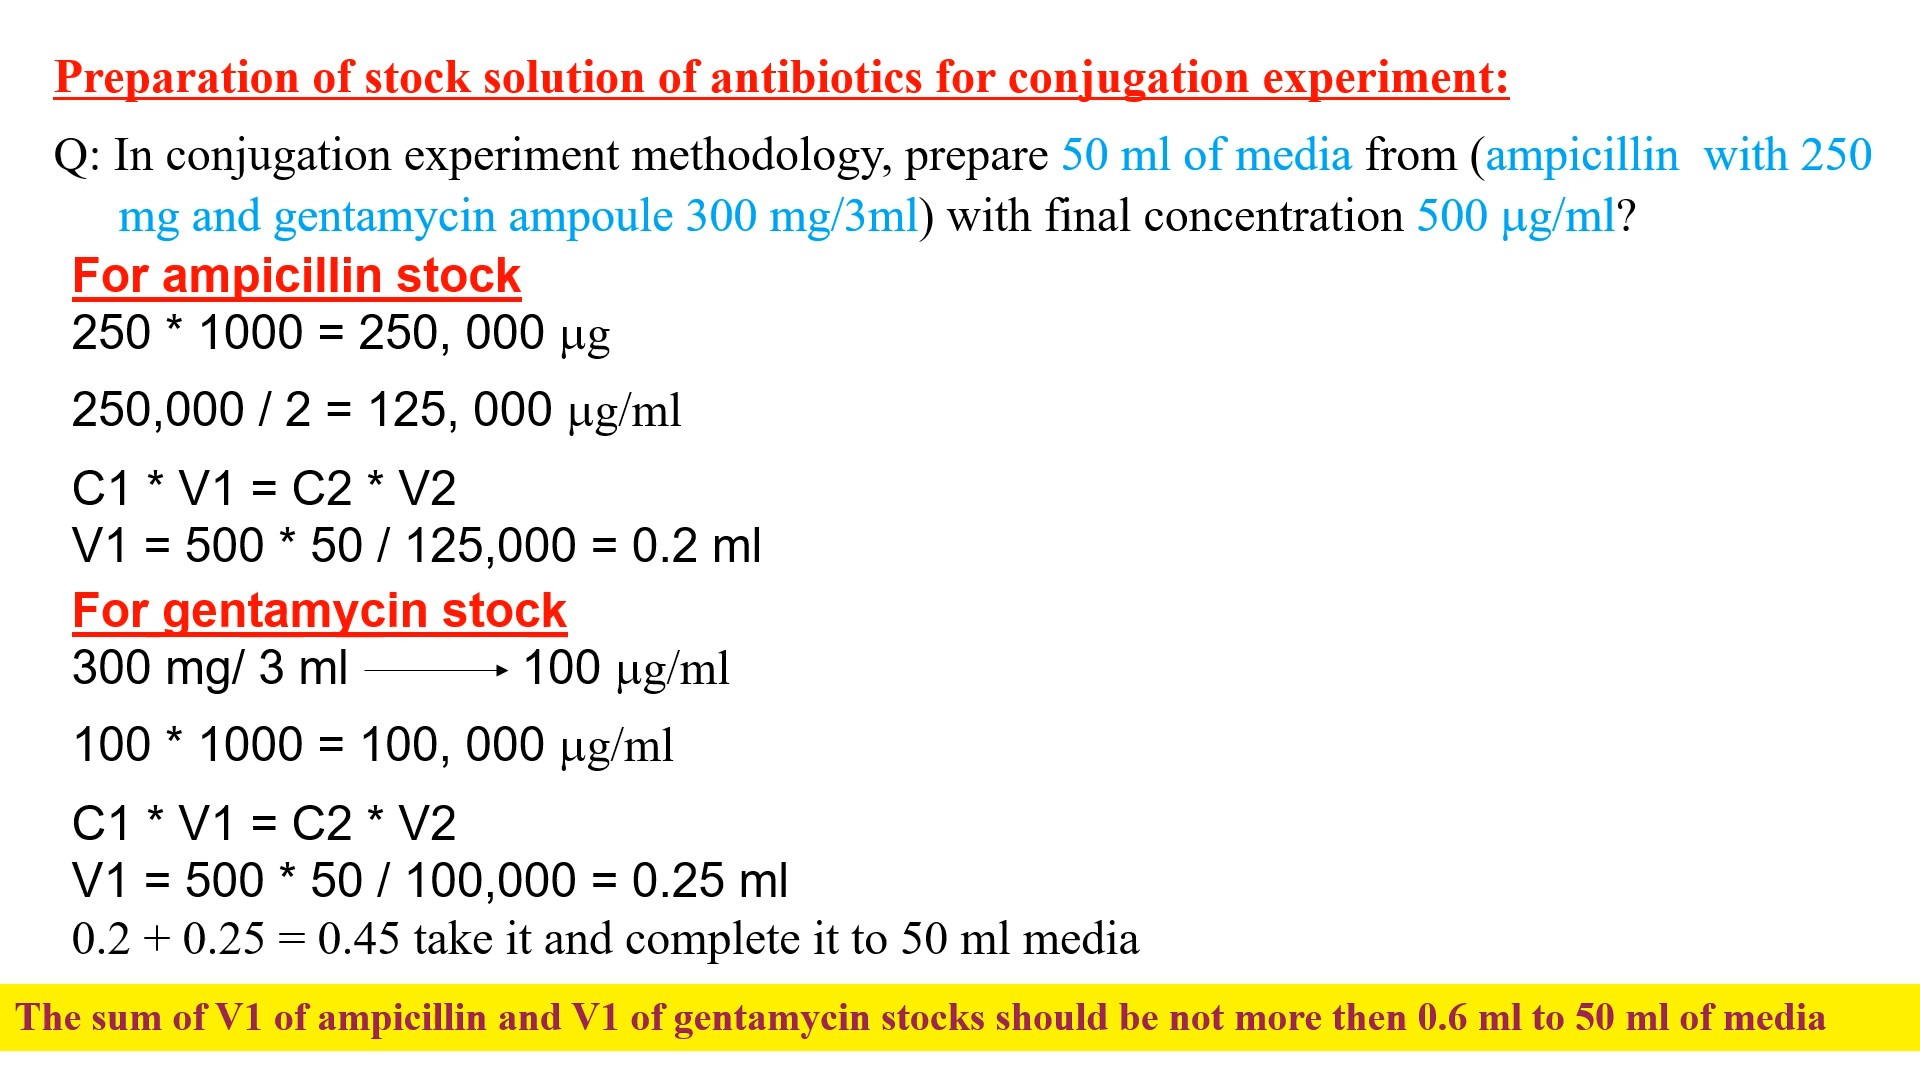 Preparation of stock solution of antibiotics for conjugation experiment:
Q: In conjugation experiment methodology, prepare 50 ml of media from (ampicillin  with 250
mg and gentamycin ampoule 300 mg/3ml) with final concentration 500 µg/ml?
For ampicillin stock
250 * 1000 = 250, 000 µg
250,000 / 2 = 125, 000 µg/ml
C1 * V1 = C2 * V2
V1 = 500 * 50 / 125,000 = 0.2 ml
For gentamycin stock
300 mg/ 3 ml → 100 µg/ml
100 * 1000 = 100, 000 µg/ml
C1 * V1 = C2 * V2
V1 = 500 * 50 / 100,000 = 0.25 ml
0.2 + 0.25 = 0.45 take it and complete it to 50 ml media
The sum of V1 of ampicillin and V1 of gentamycin stocks should be not more then 0.6 ml to 50 ml of media